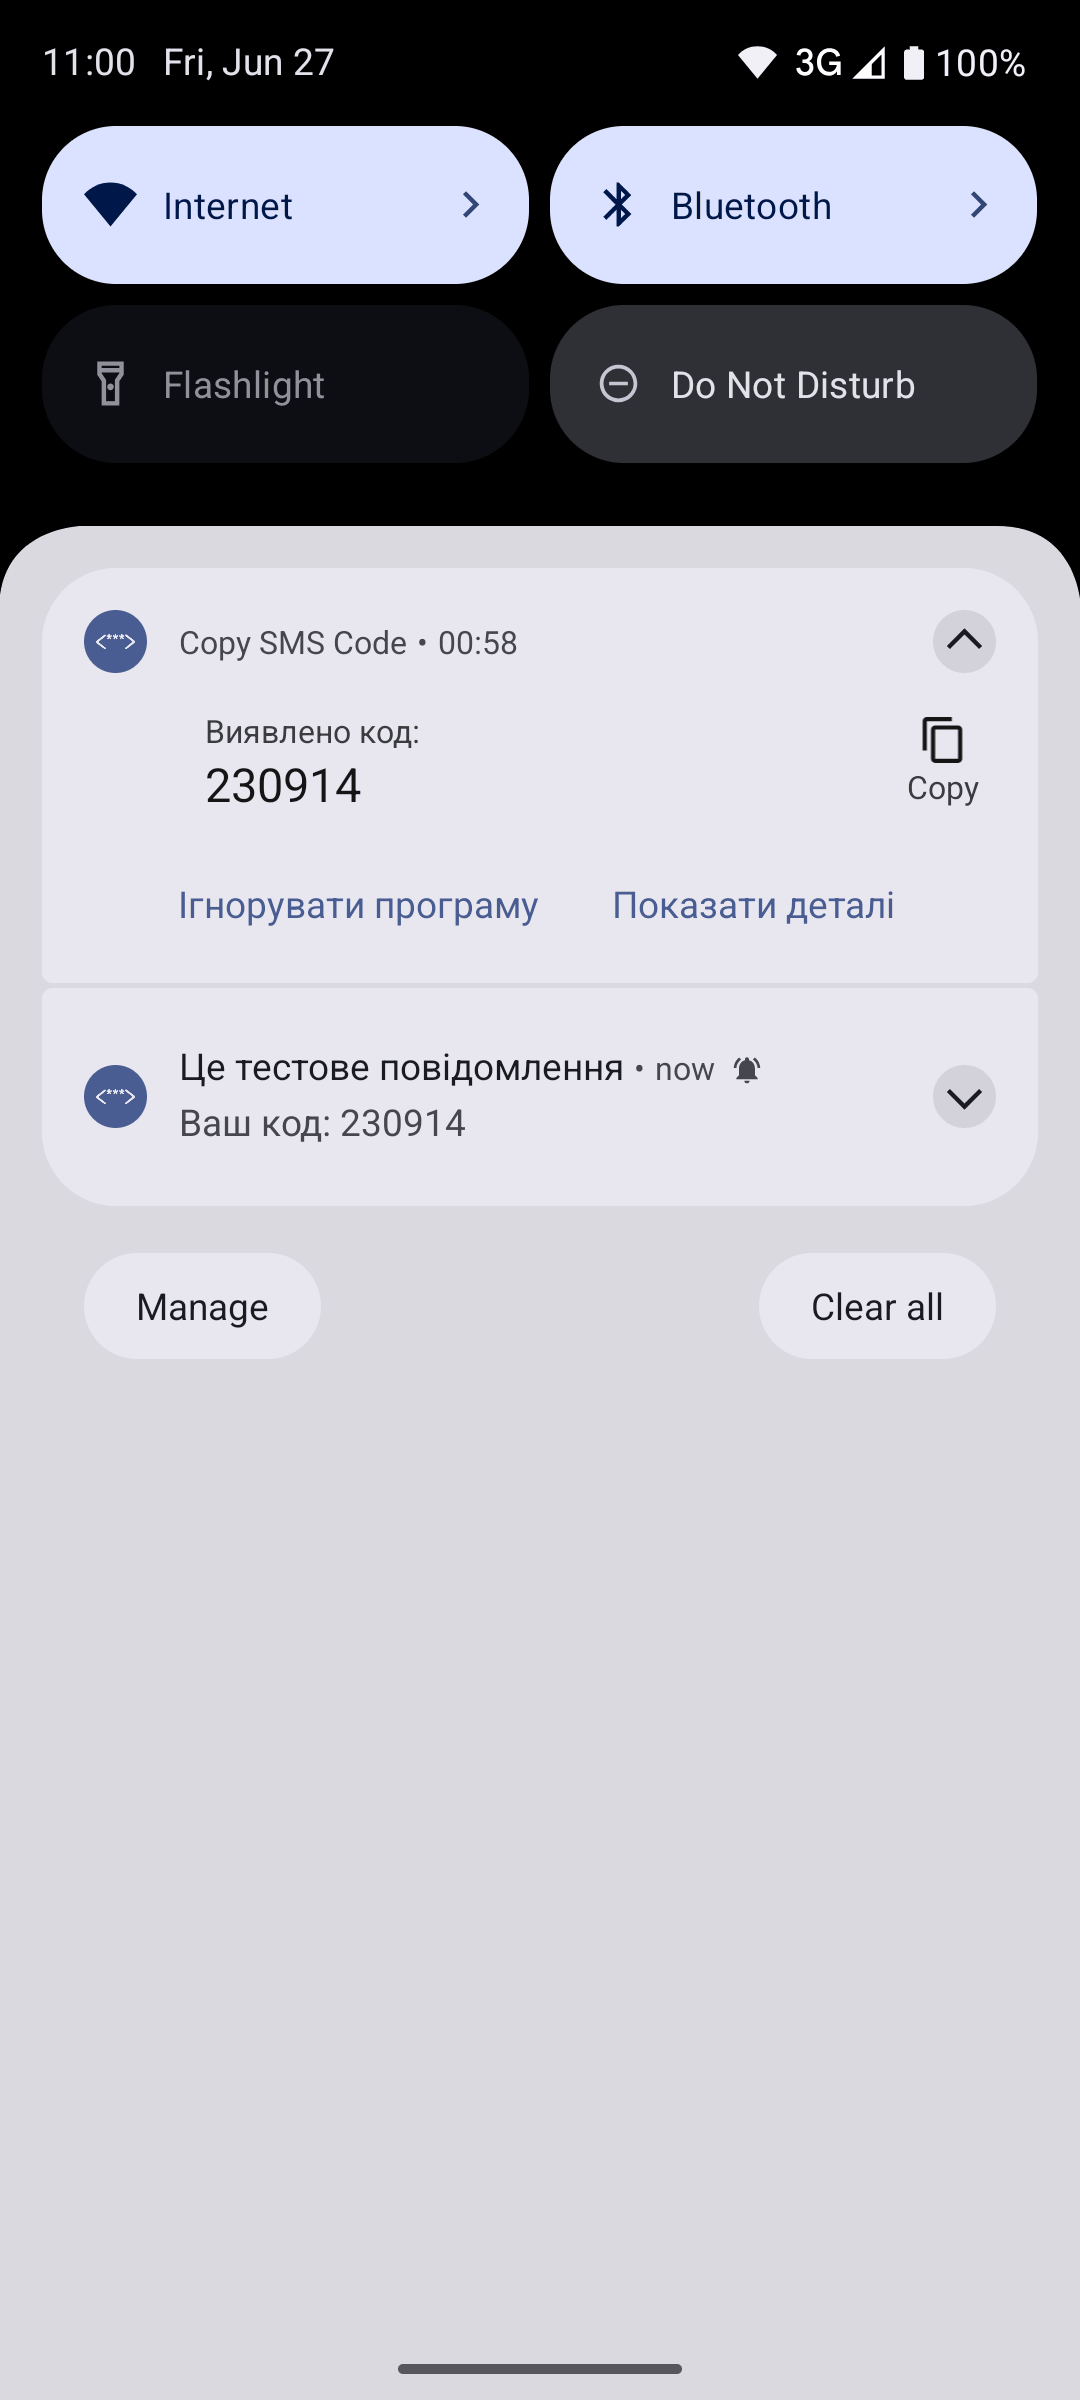 11:00 Fri, Jun 27 3G 100%
Internet Bluetooth
Flashlight Do Not Disturb
<***> Copy SMS Code • 00:58
Виявлено код:
230914
Copy
Ігнорувати програму Показати деталі
<***> Це тестове повідомлення • now
Ваш код: 230914
Manage Clear all